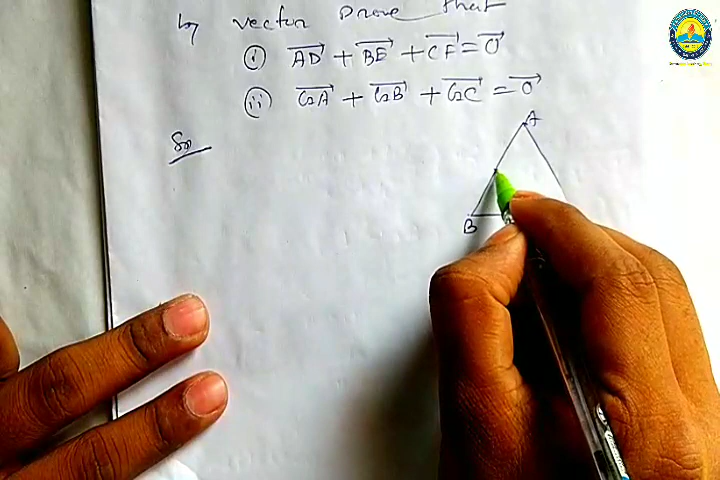 by vector Prove that
(i) AD + BE + CF = 0
(ii) GA + GB + GC = 0
Sol
A
B